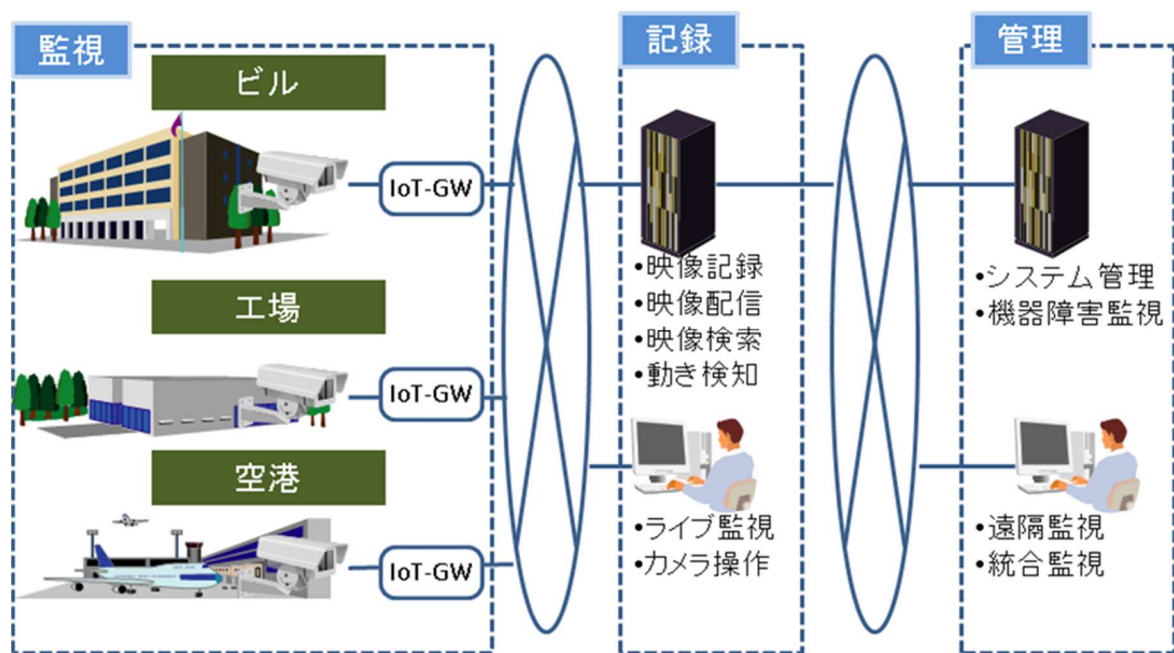 監視
ビル
IoT-GW
工場
IoT-GW
空港
IoT-GW
記録
•映像記録
•映像配信
•映像検索
•動き検知
•ライブ監視
•カメラ操作
管理
•システム管理
•機器障害監視
•遠隔監視
•統合監視